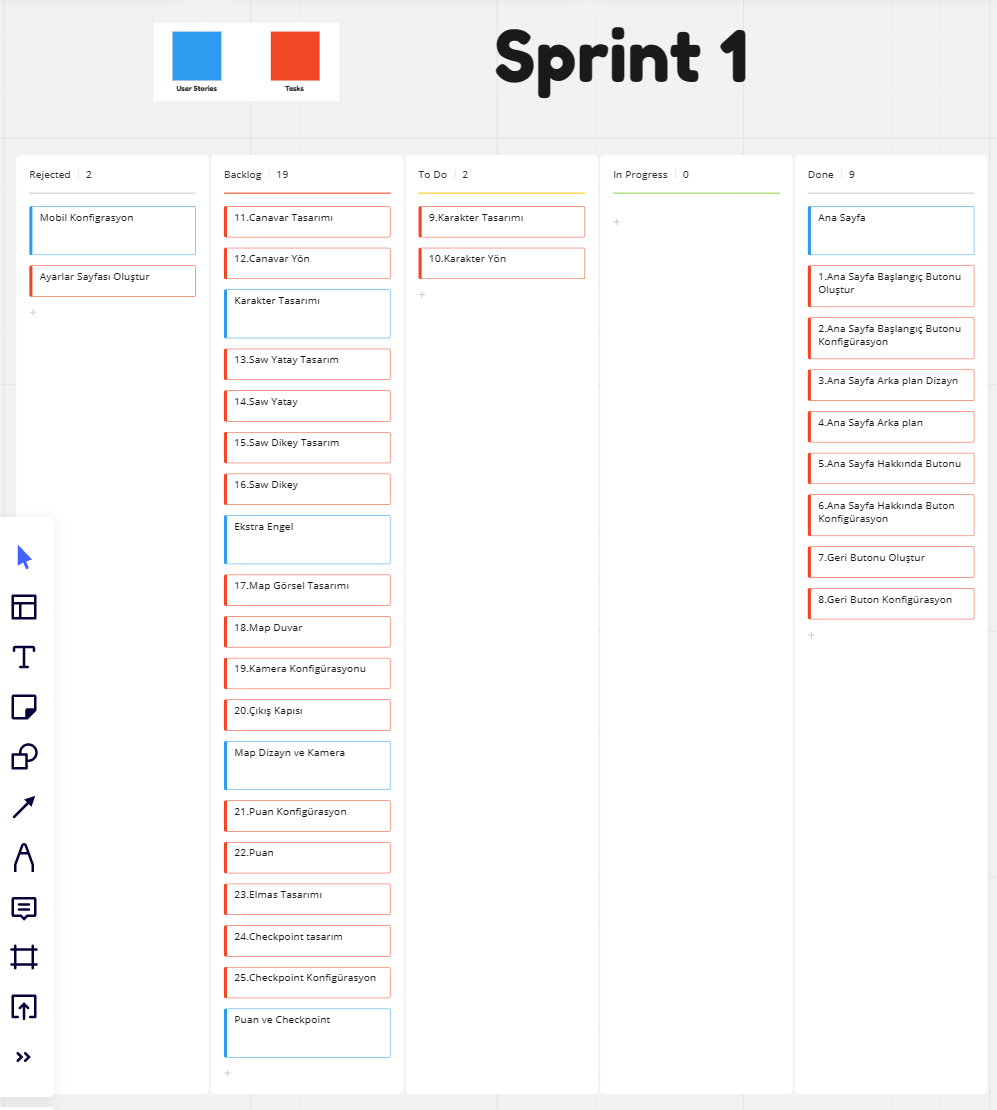 User Stories
Tasks
Sprint 1
Rejected 2
Mobil Konfigrasyon
Ayarlar Sayfası Oluştur
Backlog 19
11.Canavar Tasarımı
12.Canavar Yön
Karakter Tasarımı
13.Saw Yatay Tasarım
14.Saw Yatay
15.Saw Dikey Tasarım
16.Saw Dikey
Ekstra Engel
17.Map Görsel Tasarımı
18.Map Duvar
19.Kamera Konfigürasyonu
20.Çıkış Kapısı
Map Dizayn ve Kamera
21.Puan Konfigürasyon
22.Puan
23.Elmas Tasarımı
24.Checkpoint tasarım
25.Checkpoint Konfigürasyon
Puan ve Checkpoint
To Do 2
9.Karakter Tasarımı
10.Karakter Yön
In Progress 0
Done 9
Ana Sayfa
1.Ana Sayfa Başlangıç Butonu
Oluştur
2.Ana Sayfa Başlangıç Butonu
Konfigürasyon
3.Ana Sayfa Arka plan Dizayn
4.Ana Sayfa Arka plan
5.Ana Sayfa Hakkında Butonu
6.Ana Sayfa Hakkında Buton
Konfigürasyon
7.Geri Butonu Oluştur
8.Geri Buton Konfigürasyon